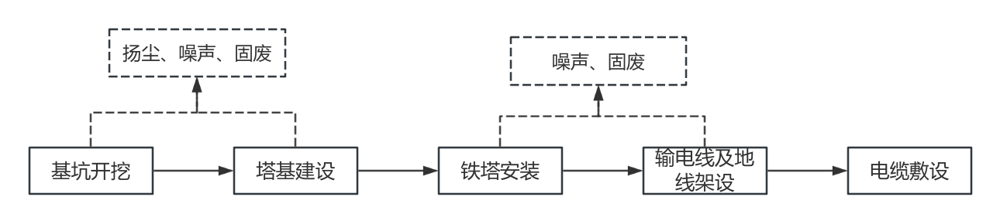 扬尘、噪声、固废
噪声、固废
基坑开挖
塔基建设
铁塔安装
输电线及地
线架设
电缆敷设